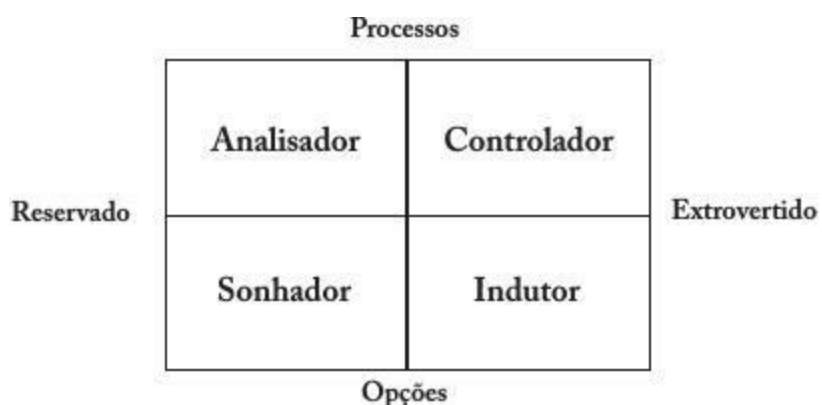 Processos
Analisador Controlador
Reservado Extrovertido
Sonhador Indutor
Opções